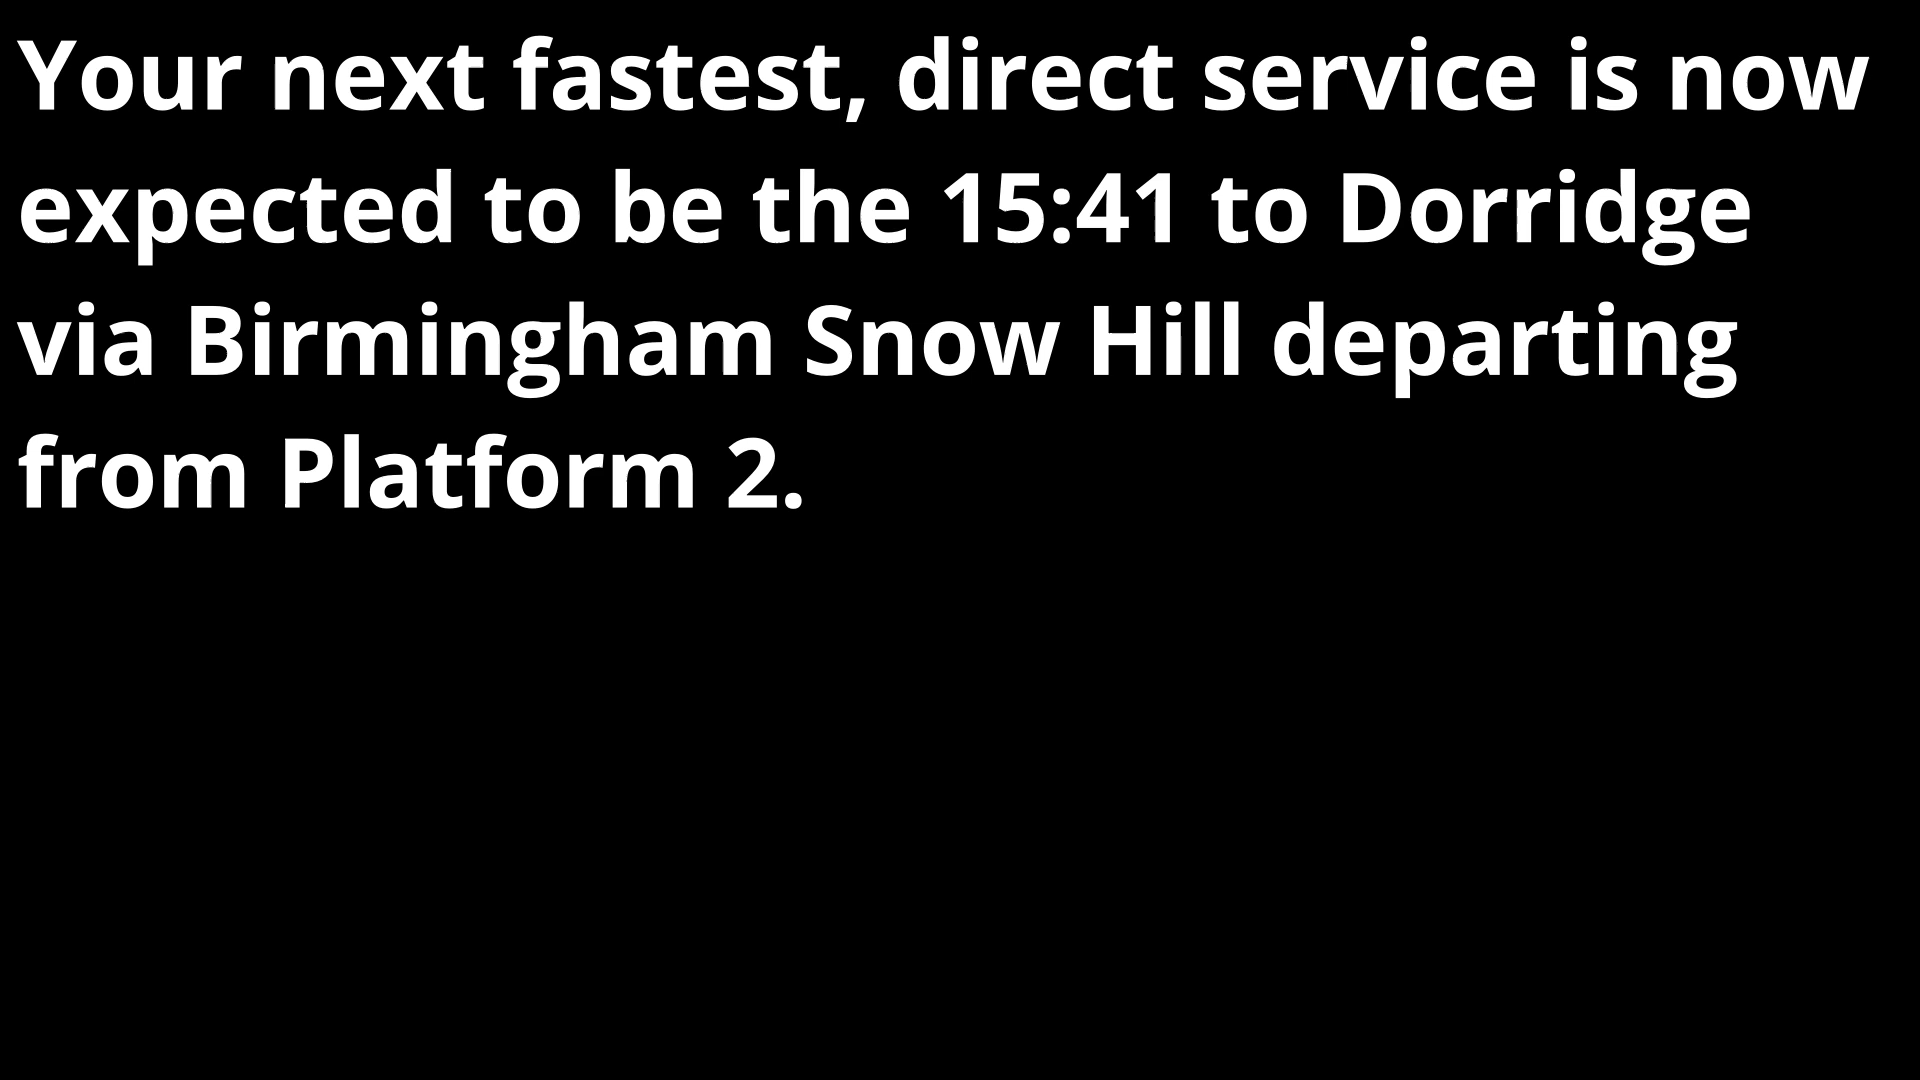 Your next fastest, direct service is now
expected to be the 15:41 to Dorridge
via Birmingham Snow Hill departing
from Platform 2.